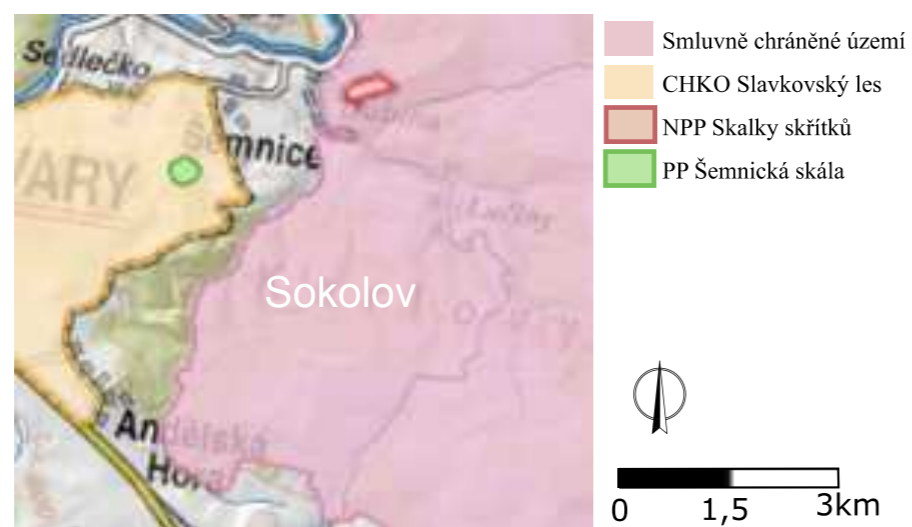 Sedlečko
Šemnice
VARY
Sokolov
Andělská
Hora
Smluvně chráněné území
CHKO Slavkovský les
NPP Skalky skřítků
PP Šemnická skála
0 1,5 3km